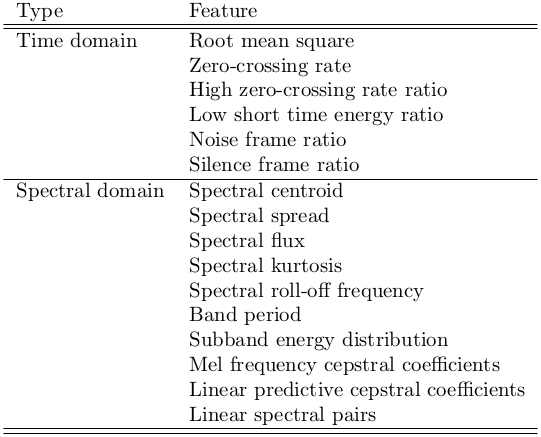 Type Feature
Time domain Root mean square
Zero-crossing rate
High zero-crossing rate ratio
Low short time energy ratio
Noise frame ratio
Silence frame ratio
Spectral domain Spectral centroid
Spectral spread
Spectral flux
Spectral kurtosis
Spectral roll-off frequency
Band period
Subband energy distribution
Mel frequency cepstral coefficients
Linear predictive cepstral coefficients
Linear spectral pairs